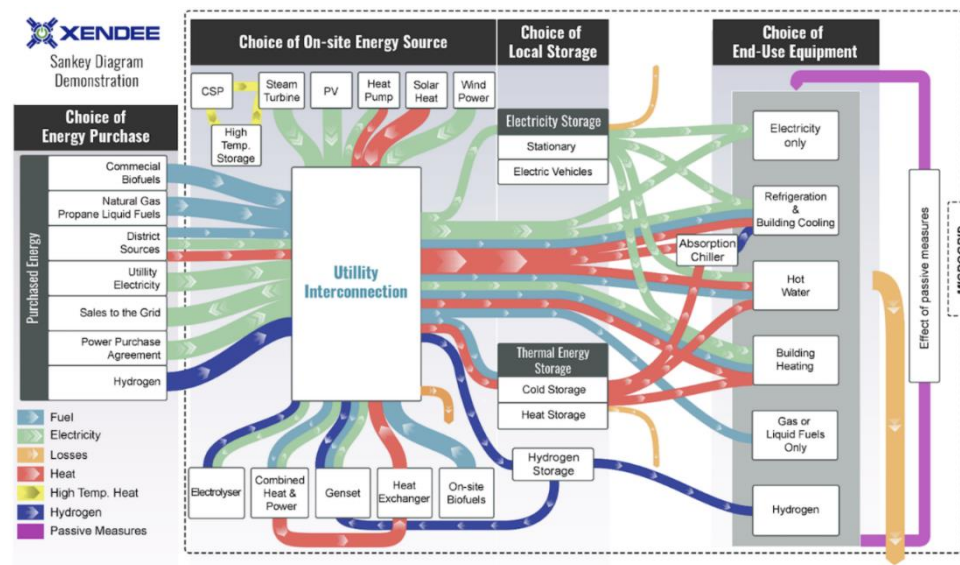 XENDEE
Sankey Diagram
Demonstration
Choice of
Energy Purchase
Purchased Energy
Commecial
Biofuels
Natural Gas
Propane Liquid Fuels
District
Sources
Utillity
Electricity
Sales to the Grid
Power Purchase
Agreement
Hydrogen
Fuel
Electricity
Losses
Heat
High Temp. Heat
Hydrogen
Passive Measures
Choice of On-site Energy Source
CSP
Steam
Turbine
PV
Heat
Pump
Solar
Heat
Wind
Power
High
Temp.
Storage
Utillity
Interconnection
Electrolyser
Combined
Heat &
Power
Genset
Heat
Exchanger
On-site
Biofuels
Choice of
Local Storage
Electricity Storage
Stationary
Electric Vehicles
Thermal Energy
Storage
Cold Storage
Heat Storage
Hydrogen
Storage
Absorption
Chiller
Choice of
End-Use Equipment
Electricity
only
Refrigeration
&
Building Cooling
Hot
Water
Building
Heating
Gas or
Liquid Fuels
Only
Hydrogen
Effect of passive measures